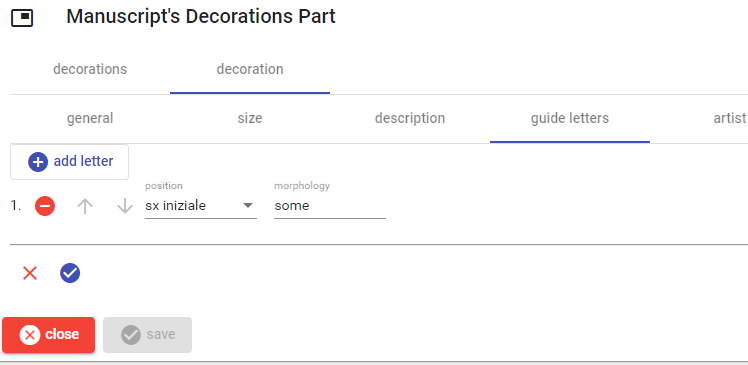 Manuscript's Decorations Part
decorations decoration
general size description guide letters artist
add letter
position morphology
1. sx iniziale some
close save